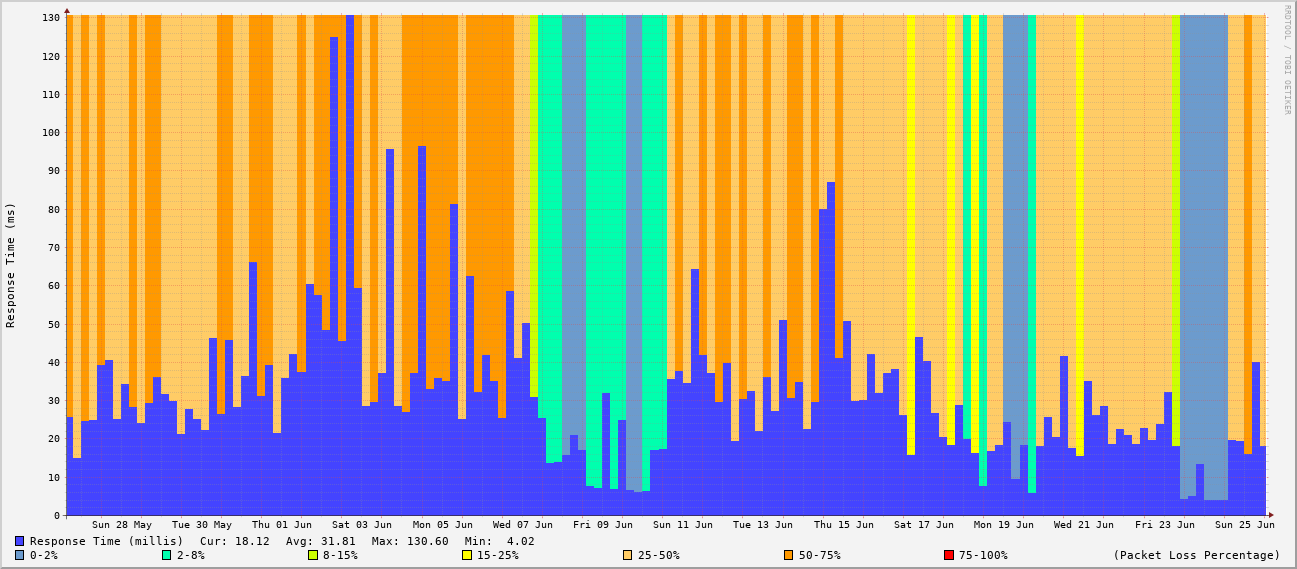 130
120
110
100
90
80
70
60
50
40
30
20
10
0
Response Time (ms)
RRDTOOL / TOBI OETIKER
Sun 28 May Tue 30 May Thu 01 Jun Sat 03 Jun Mon 05 Jun Wed 07 Jun Fri 09 Jun Sun 11 Jun Tue 13 Jun Thu 15 Jun Sat 17 Jun Mon 19 Jun Wed 21 Jun Fri 23 Jun Sun 25 Jun
Response Time (millis) Cur: 18.12 Avg: 31.81 Max: 130.60 Min: 4.02
0-2% 2-8% 8-15% 15-25% 25-50% 50-75% 75-100% (Packet Loss Percentage)